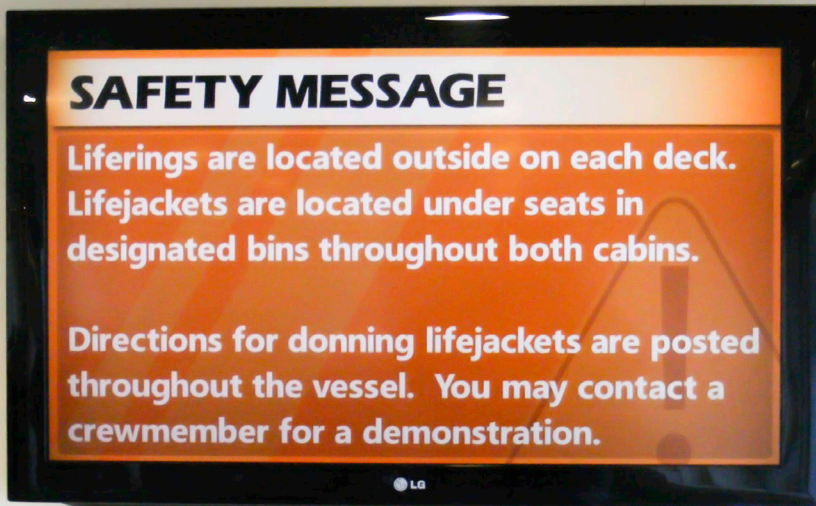 SAFETY MESSAGE
Liferings are located outside on each deck.
Lifejackets are located under seats in
designated bins throughout both cabins.
Directions for donning lifejackets are posted
throughout the vessel. You may contact a
crewmember for a demonstration.
LG